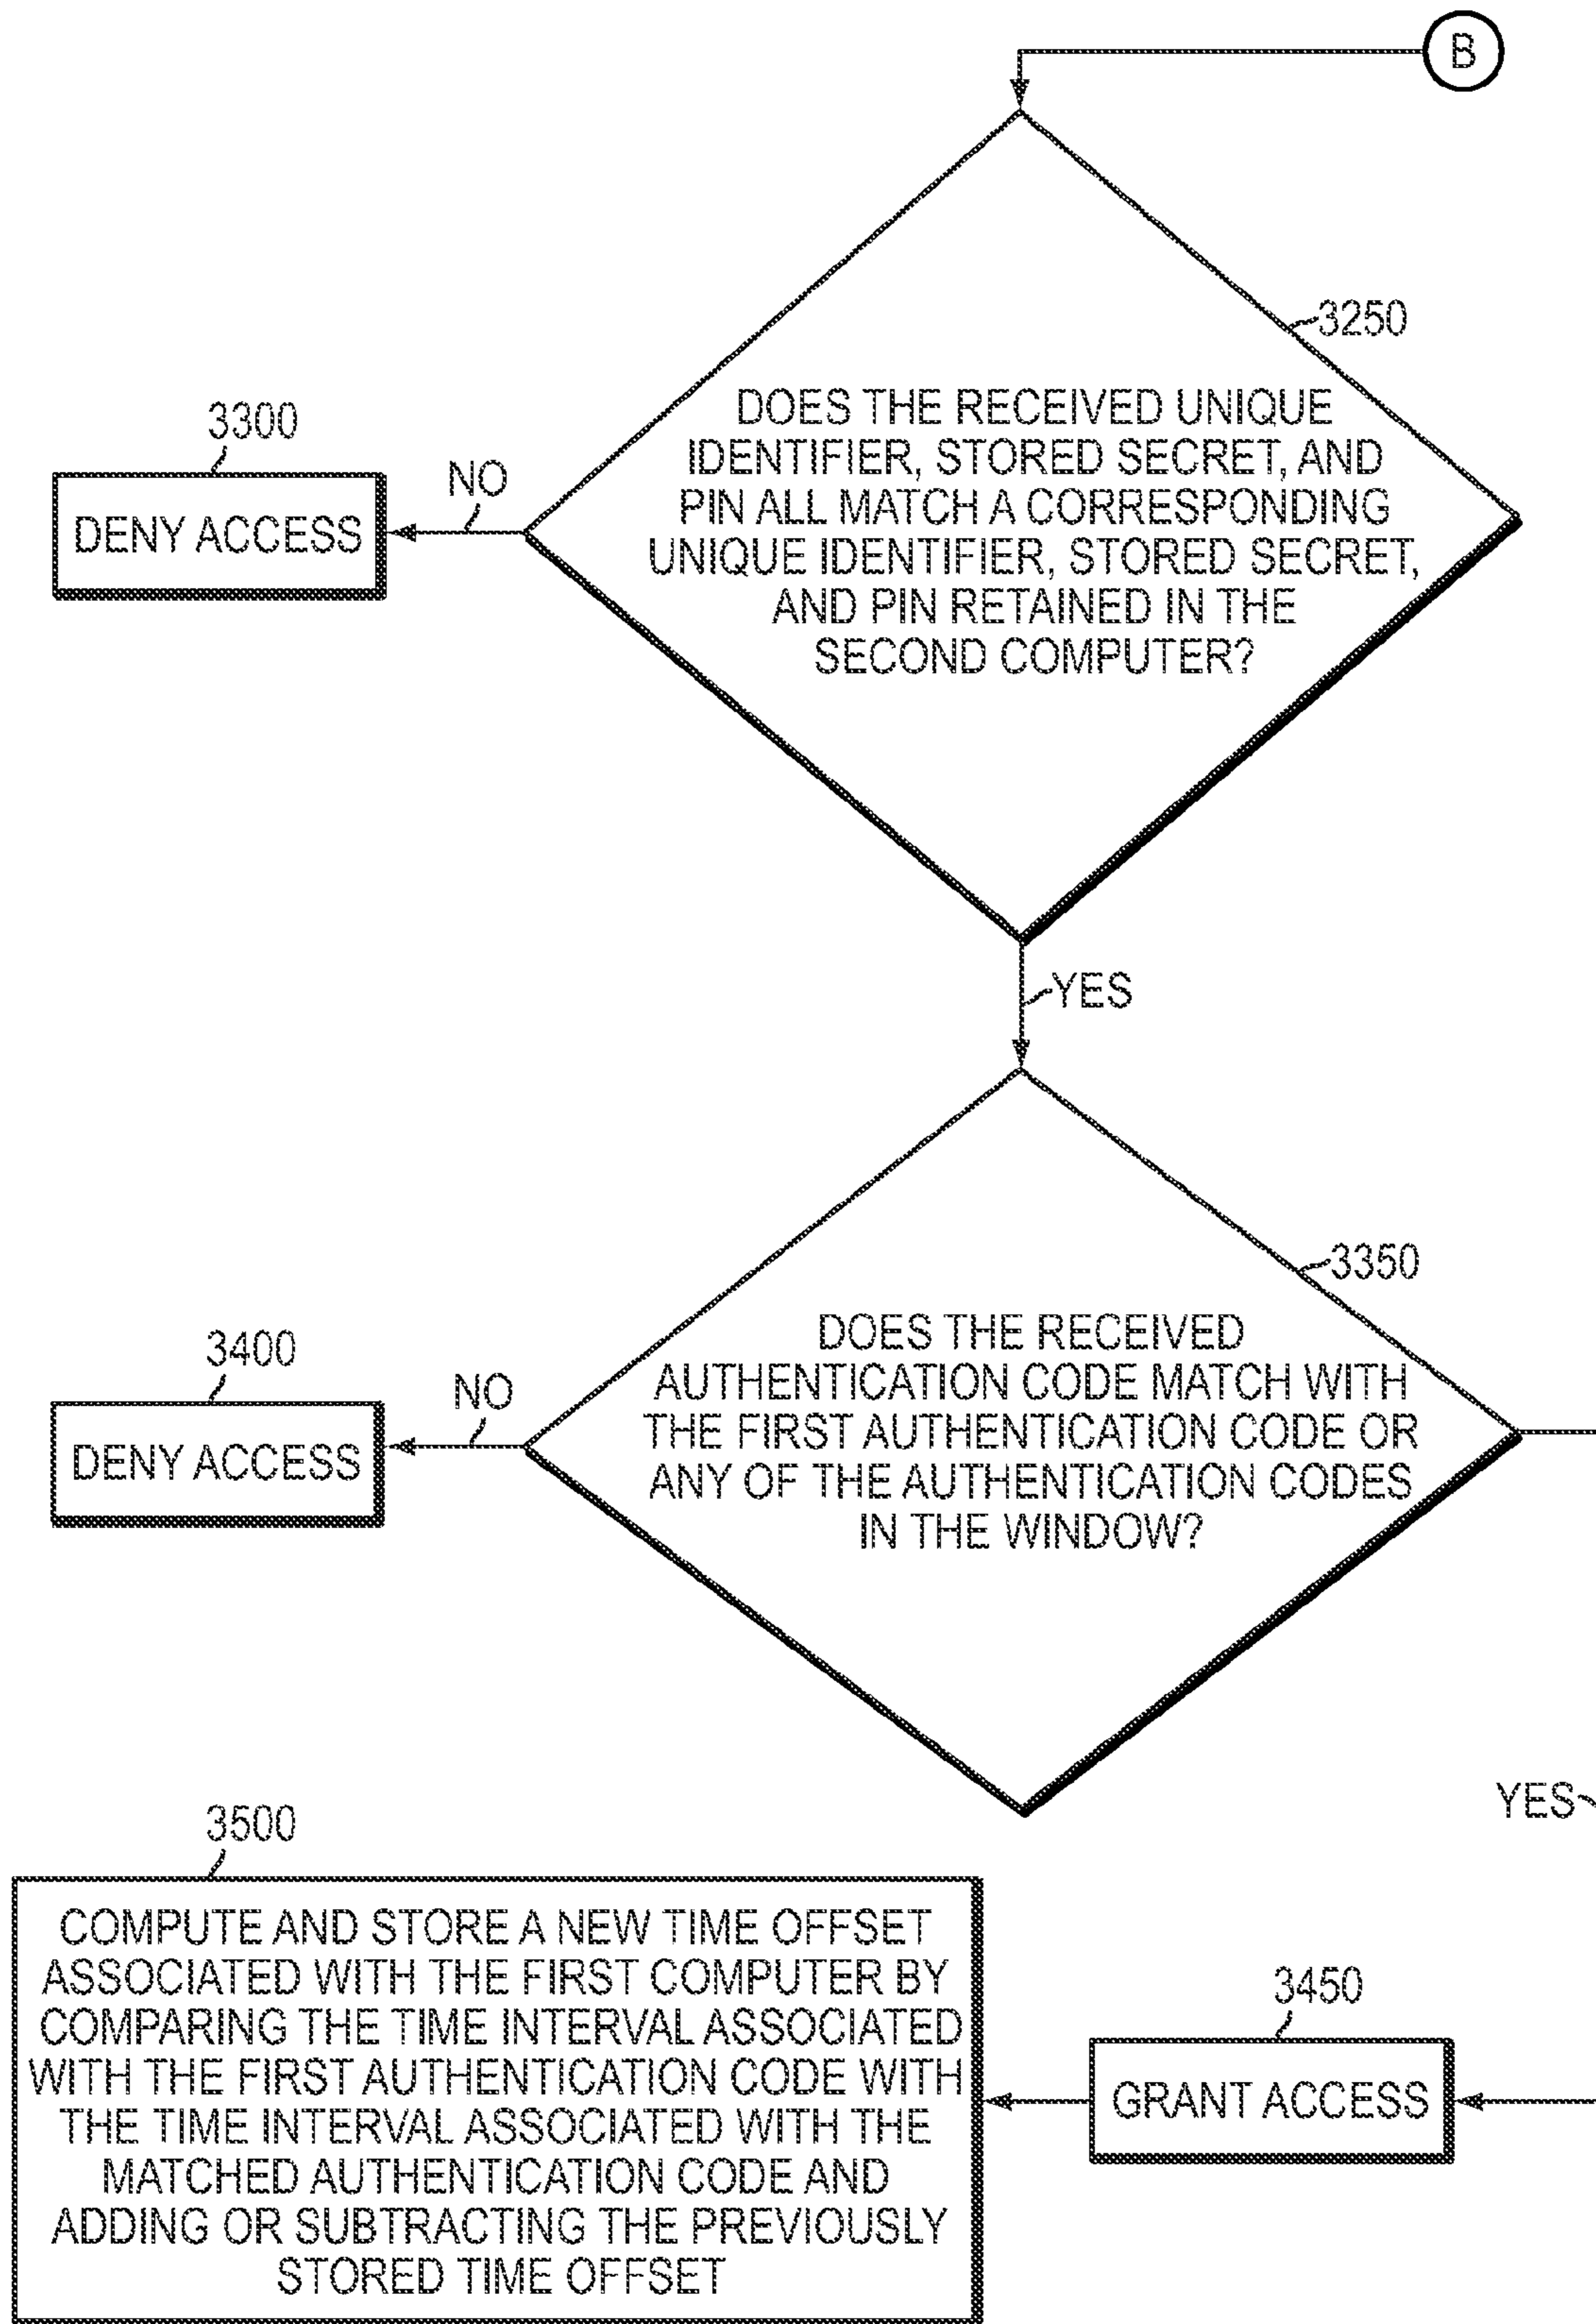 B
3250
DOES THE RECEIVED UNIQUE
IDENTIFIER, STORED SECRET, AND
PIN ALL MATCH A CORRESPONDING
UNIQUE IDENTIFIER, STORED SECRET,
AND PIN RETAINED IN THE
SECOND COMPUTER?
NO
3300
DENY ACCESS
YES
3350
DOES THE RECEIVED
AUTHENTICATION CODE MATCH WITH
THE FIRST AUTHENTICATION CODE OR
ANY OF THE AUTHENTICATION CODES
IN THE WINDOW?
NO
3400
DENY ACCESS
YES
3450
GRANT ACCESS
3500
COMPUTE AND STORE A NEW TIME OFFSET
ASSOCIATED WITH THE FIRST COMPUTER BY
COMPARING THE TIME INTERVAL ASSOCIATED
WITH THE FIRST AUTHENTICATION CODE WITH
THE TIME INTERVAL ASSOCIATED WITH THE
MATCHED AUTHENTICATION CODE AND
ADDING OR SUBTRACTING THE PREVIOUSLY
STORED TIME OFFSET